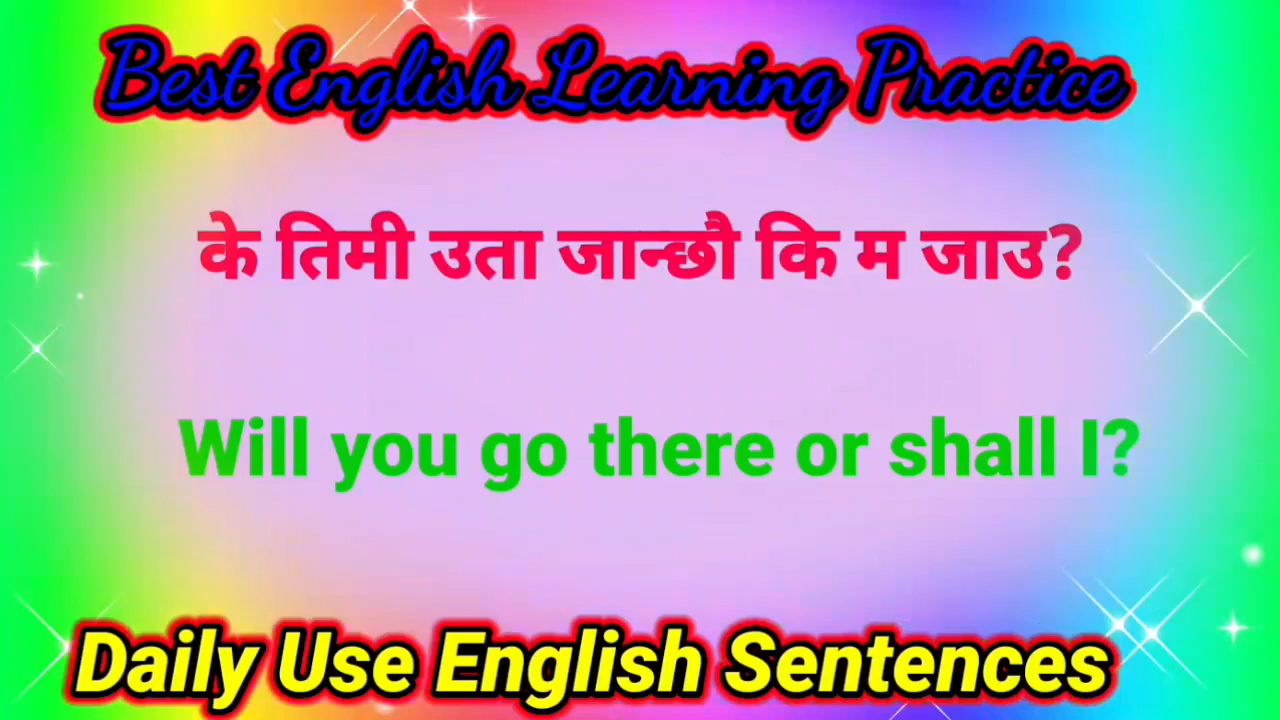 Best English Learning Practice
के तिमी उता जान्छौ कि म जाउ?
Will you go there or shall I?
Daily Use English Sentences